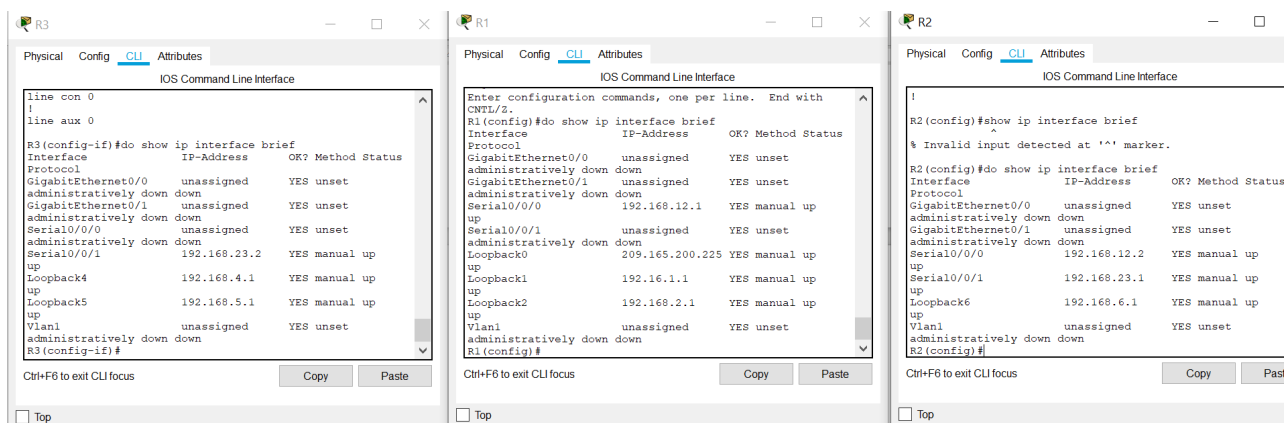 R3
Physical Config CLI Attributes
IOS Command Line Interface
line con 0
!
line aux 0
R3(config-if)#do show ip interface brief
Interface IP-Address OK? Method Status
Protocol
GigabitEthernet0/0 unassigned YES unset
administratively down down
GigabitEthernet0/1 unassigned YES unset
administratively down down
Serial0/0/0 unassigned YES unset
administratively down down
Serial0/0/1 192.168.23.2 YES manual up
up
Loopback4 192.168.4.1 YES manual up
up
Loopback5 192.168.5.1 YES manual up
up
Vlan1 unassigned YES unset
administratively down down
R3(config-if)#
Ctrl+F6 to exit CLI focus
Copy Paste
Top
R1
Physical Config CLI Attributes
IOS Command Line Interface
Enter configuration commands, one per line. End with
CNTL/Z.
R1(config)#do show ip interface brief
Interface IP-Address OK? Method Status
Protocol
GigabitEthernet0/0 unassigned YES unset
administratively down down
GigabitEthernet0/1 unassigned YES unset
administratively down down
Serial0/0/0 192.168.12.1 YES manual up
up
Serial0/0/1 unassigned YES unset
administratively down down
Loopback0 209.165.200.225 YES manual up
up
Loopback1 192.16.1.1 YES manual up
up
Loopback2 192.168.2.1 YES manual up
up
Vlan1 unassigned YES unset
administratively down down
R1(config)#
Ctrl+F6 to exit CLI focus
Copy Paste
Top
R2
Physical Config CLI Attributes
IOS Command Line Interface
!
R2(config)#show ip interface brief
^
% Invalid input detected at '^' marker.
R2(config)#do show ip interface brief
Interface IP-Address OK? Method Status
Protocol
GigabitEthernet0/0 unassigned YES unset
administratively down down
GigabitEthernet0/1 unassigned YES unset
administratively down down
Serial0/0/0 192.168.12.2 YES manual up
up
Serial0/0/1 192.168.23.1 YES manual up
up
Loopback6 192.168.6.1 YES manual up
up
Vlan1 unassigned YES unset
administratively down down
R2(config)#
Ctrl+F6 to exit CLI focus
Copy Past
Top